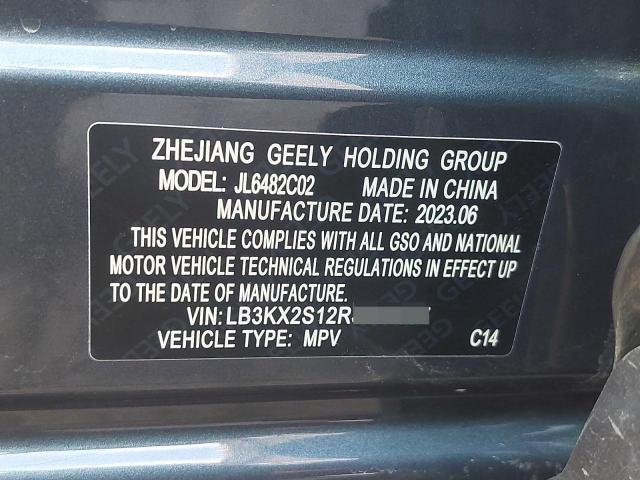 ZHEJIANG GEELY HOLDING GROUP
MODEL: JL6482C02 MADE IN CHINA
MANUFACTURE DATE: 2023.06
THIS VEHICLE COMPLIES WITH ALL GSO AND NATIONAL
MOTOR VEHICLE TECHNICAL REGULATIONS IN EFFECT UP
TO THE DATE OF MANUFACTURE.
VIN: LB3KX2S12R
VEHICLE TYPE: MPV C14